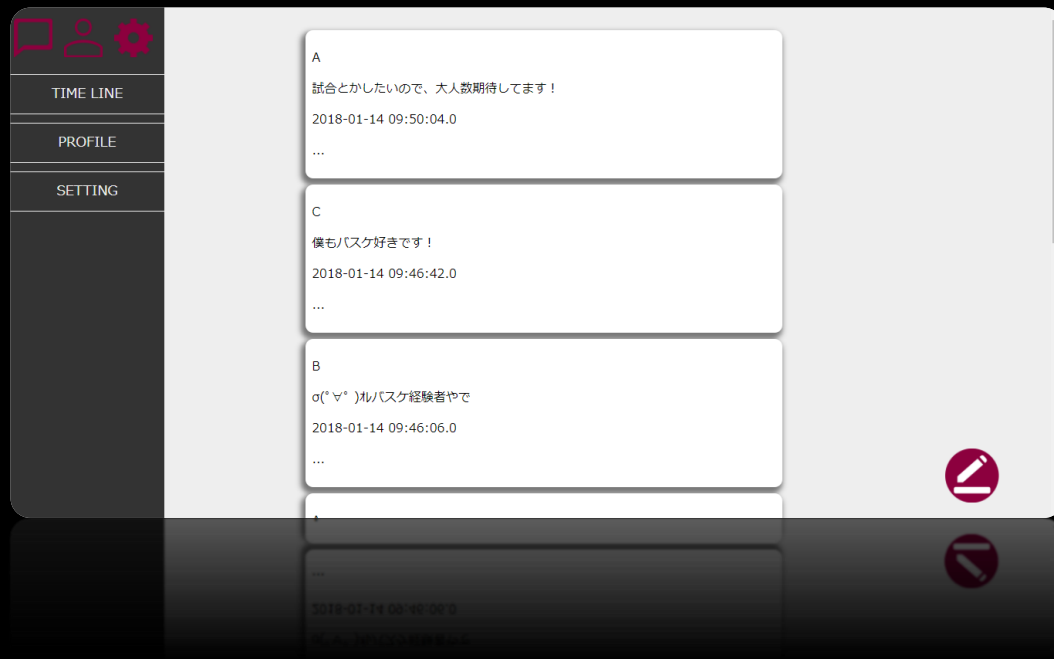 TIME LINE
PROFILE
SETTING
A
試合とかしたいので、大人数期待してます！
2018-01-14 09:50:04.0
...
C
僕もバスケ好きです！
2018-01-14 09:46:42.0
...
B
σ(ﾟ∀ﾟ )ｵﾚバスケ経験者やで
2018-01-14 09:46:06.0
...